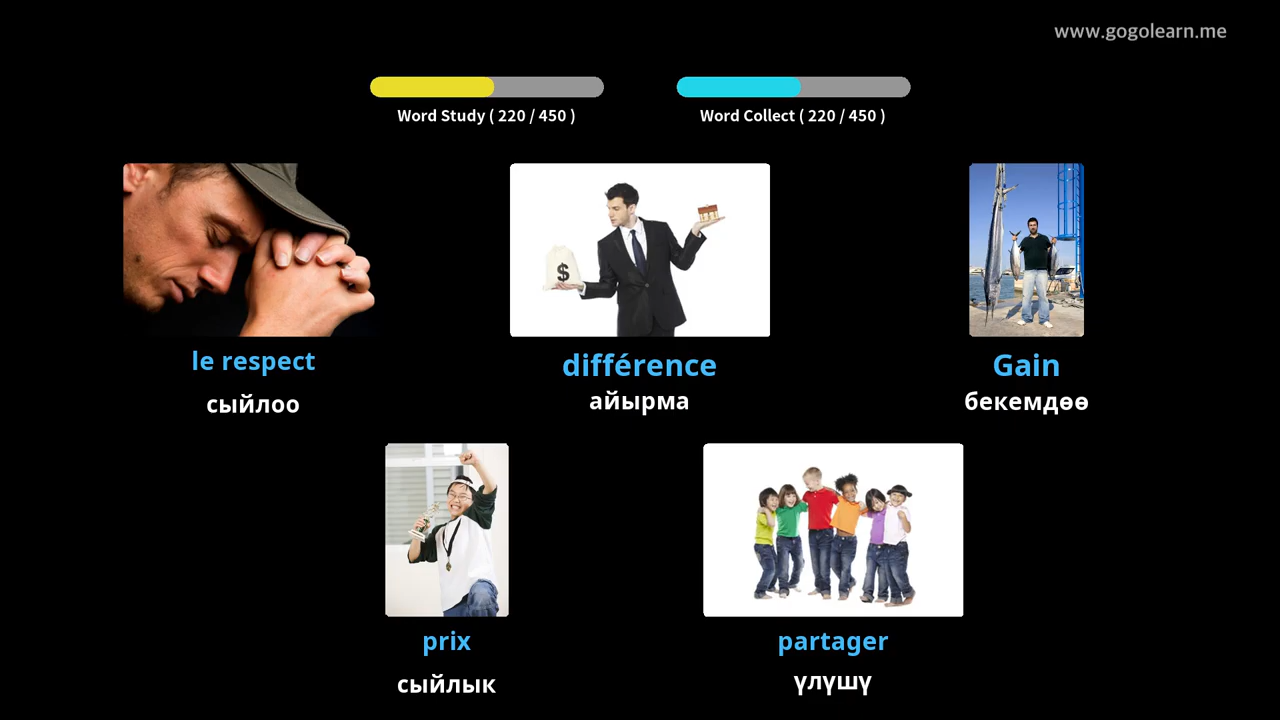 www.gogolearn.me
Word Study ( 220 / 450 )
Word Collect ( 220 / 450 )
$
le respect
сыйлоо
différence
айырма
Gain
бекемдөө
prix
сыйлык
partager
үлүшү